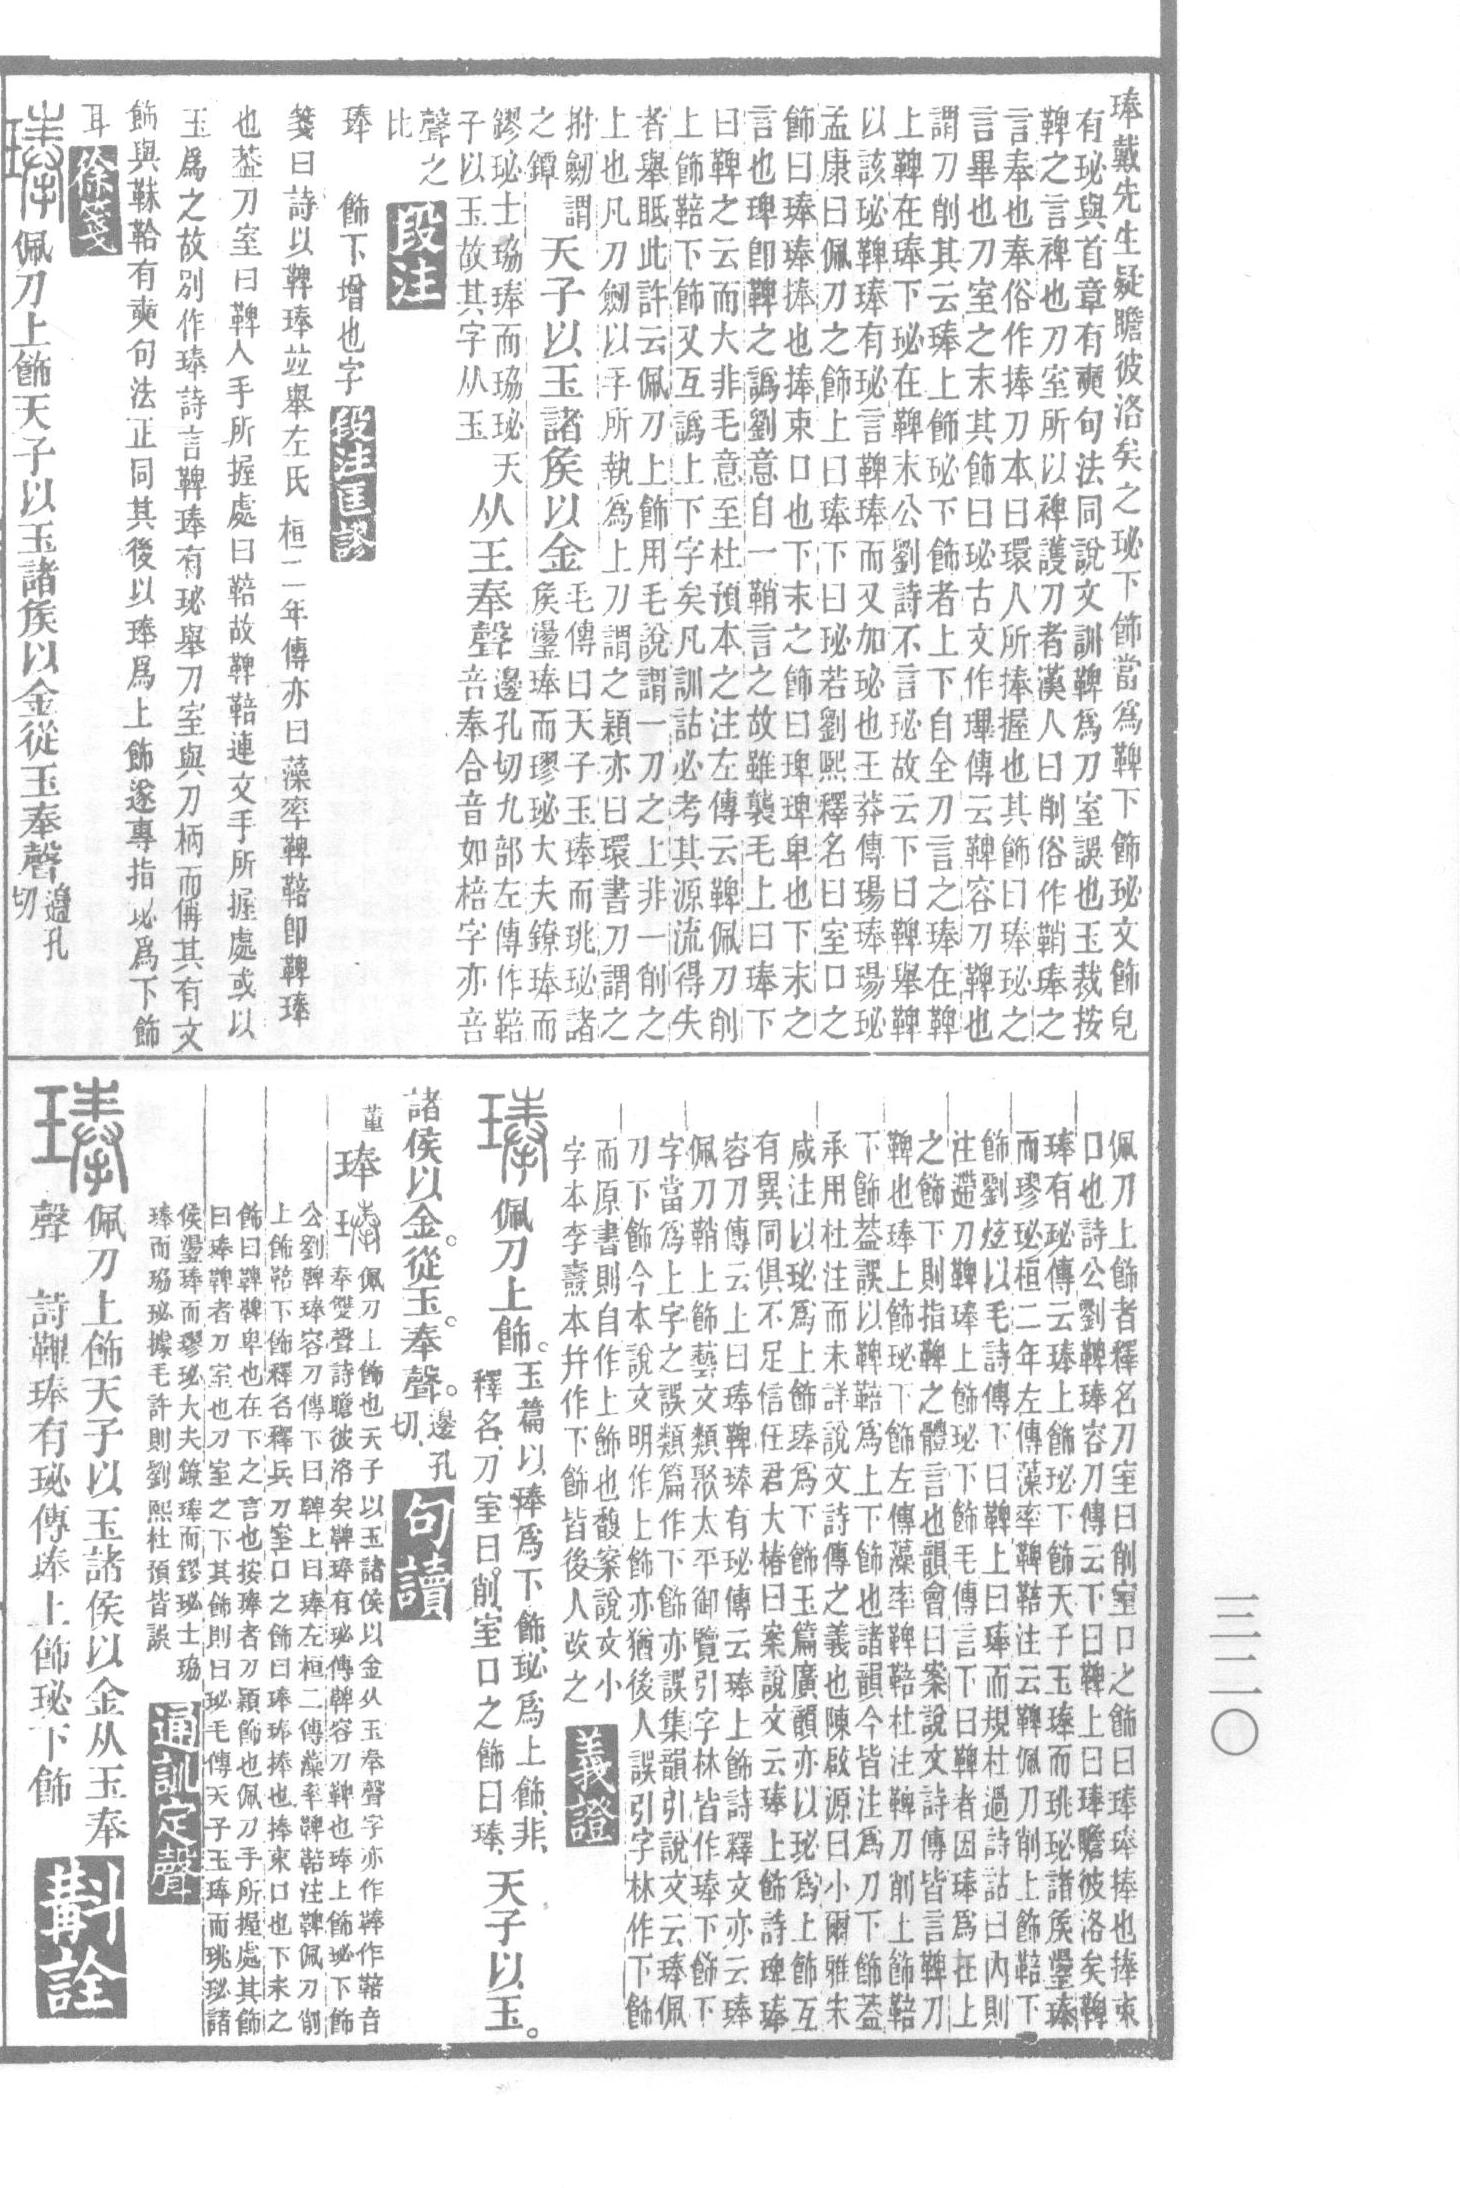 琫戴先生疑瞻彼洛矣之珌下飾當爲鞞下飾珌文飾皃
有珌與首章有奭句法同說文訓鞞爲刀室誤也玉裁按
鞞之言裨也刀室所以裨護刀者漢人曰削俗作鞘琫之
言奉也奉俗作捧刀本曰環人所捧握也其飾曰琫珌之
言畢也刀室之末其飾曰珌古文作㻫傳云鞞容刀鞞也
謂刀削其云琫上飾珌下飾者上下自全刀言之琫在鞞
上鞞在琫下珌在鞞末公劉詩不言珌故云下曰鞞舉鞞
以該珌鞞琫有珌言鞞琫而又加珌也王莽傳瑒琫瑒珌
孟康曰佩刀之飾上曰琫下曰珌若劉熙釋名曰室口之
飾曰琫琫捧也捧束口也下末之飾曰琕琕卑也下末之
言也琕卽鞞之譌劉意自一鞘言之故雖襲毛上曰琫下
曰鞞之云而大非毛意至杜預本之注左傳云鞞佩刀削
上飾鞛下飾又互譌上下字矣凡訓詁必考其源流得失
者舉眡此許云佩刀上飾用毛說謂一刀之上非一削之
上也凡刀劒以手所執爲上刀謂之穎亦曰環書刀謂之
拊劒謂
之鐔
天子以玉諸矦以金
毛傳曰天子玉琫而珧珌諸
矦璗琫而璆珌大夫鐐琫而
鏐珌士珕琫而珕珌
子以玉故其字从玉
天
从王奉聲
邊孔切九部左傳作鞛
音奉合音如棓字亦音
聲之
比
段注
琫
飾下增也字
段注匡謬
箋曰詩以鞞琫竝舉左氏 桓二年傳亦曰藻率鞞鞛卽鞞琫
也葢刀室曰鞞人手所握處曰鞛故鞞鞛連文手所握處或以
玉爲之故別作琫詩言鞞琫有珌舉刀室與刀柄而偁其有文
飾與韎韐有奭句法正同其後以琫爲上飾遂專指珌爲下飾
耳
徐箋
佩刀上飾天子以玉諸矦以金從玉奉聲
邊孔
切
佩刀上飾者釋名刀室曰削室口之飾曰琫琫捧也捧束
口也詩公劉鞞琫容刀傳云下曰鞞上曰琫瞻彼洛矣鞞
琫有珌傳云琫上飾珌下飾天子玉琫而珧珌諸矦璗琫
而璆珌桓二年左傳藻率鞞鞛注云鞞佩刀削上飾鞛下
飾劉炫以毛詩傳下曰鞞上曰琫而規杜過詩詁曰內則
注遰刀鞞琫上飾珌下飾毛傳言下曰鞞者因琫爲在上
之飾下則指鞞之體言也韻會曰案說文詩傳皆言鞞刀
鞞也琫上飾珌下飾左傳藻率鞞鞛杜注鞞刀削上飾鞛
下飾葢誤以鞞鞛爲上下飾也諸韻今皆注爲刀下飾葢
承用杜注而未詳說文詩傳之義也陳啟源曰小爾雅宋
咸注以珌爲上飾琫爲下飾玉篇廣韻亦以珌爲上飾互
有異同俱不足信任君大椿曰案說文云琫上飾詩琕琫
容刀傳云上曰琫鞞琫有珌傳云琫上飾詩釋文亦云琫
佩刀鞘上飾藝文類聚太平御覽引字林皆作琫下飾下
字當爲上字之誤類篇作下飾亦誤集韻引說文云琫佩
刀下飾今本說文明作上飾亦猶後人誤引字林作下飾
而原書則自作上飾也馥案說文小
字本李燾本幷作下飾皆後人改之
義證
佩刀上飾。
玉篇以琫爲下飾、珌爲上飾、非、
釋名、刀室曰削、室口之飾曰琫、
天子以玉。
諸侯以金。從玉。奉聲。
邊孔
切、
句讀
董
琫
佩刀上飾也天子以玉諸侯以金从玉奉聲字亦作鞛作鞛音
奉雙聲詩瞻彼洛矣鞞琫有珌傳鞞容刀鞞也琫上飾珌下飾
公劉鞞琫容刀傳下曰鞞上曰琫左桓二傳藻率鞞鞛注鞞佩刀削
上飾鞛下飾釋名釋兵刀室口之飾曰琫琫捧也捧束口也下末之
飾曰鞞鞞卑也在下之言也按琫者刀穎飾也佩刀手所握處其飾
曰琫鞞者刀室也刀室之下其飾則曰珌毛傳天子玉琫而珧珌諸
侯璗琫而璆珌大夫鐐琫而鏐珌士珕
琫而珕珌據毛許則劉熙杜預皆誤
通訓定聲
佩刀上飾天子以玉諸侯以金从玉奉
聲 詩鞞琫有珌傳琫上飾珌下飾
斠詮
三二〇